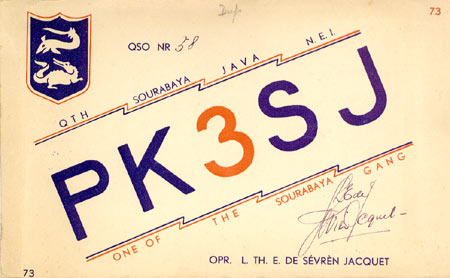 73
QSO NR 58
QTH SOURABAYA JAVA N.E.I.
PK3SJ
ONE OF THE SOURABAYA GANG
OPR. L. TH. E. DE SÉVRÈN JACQUET
73